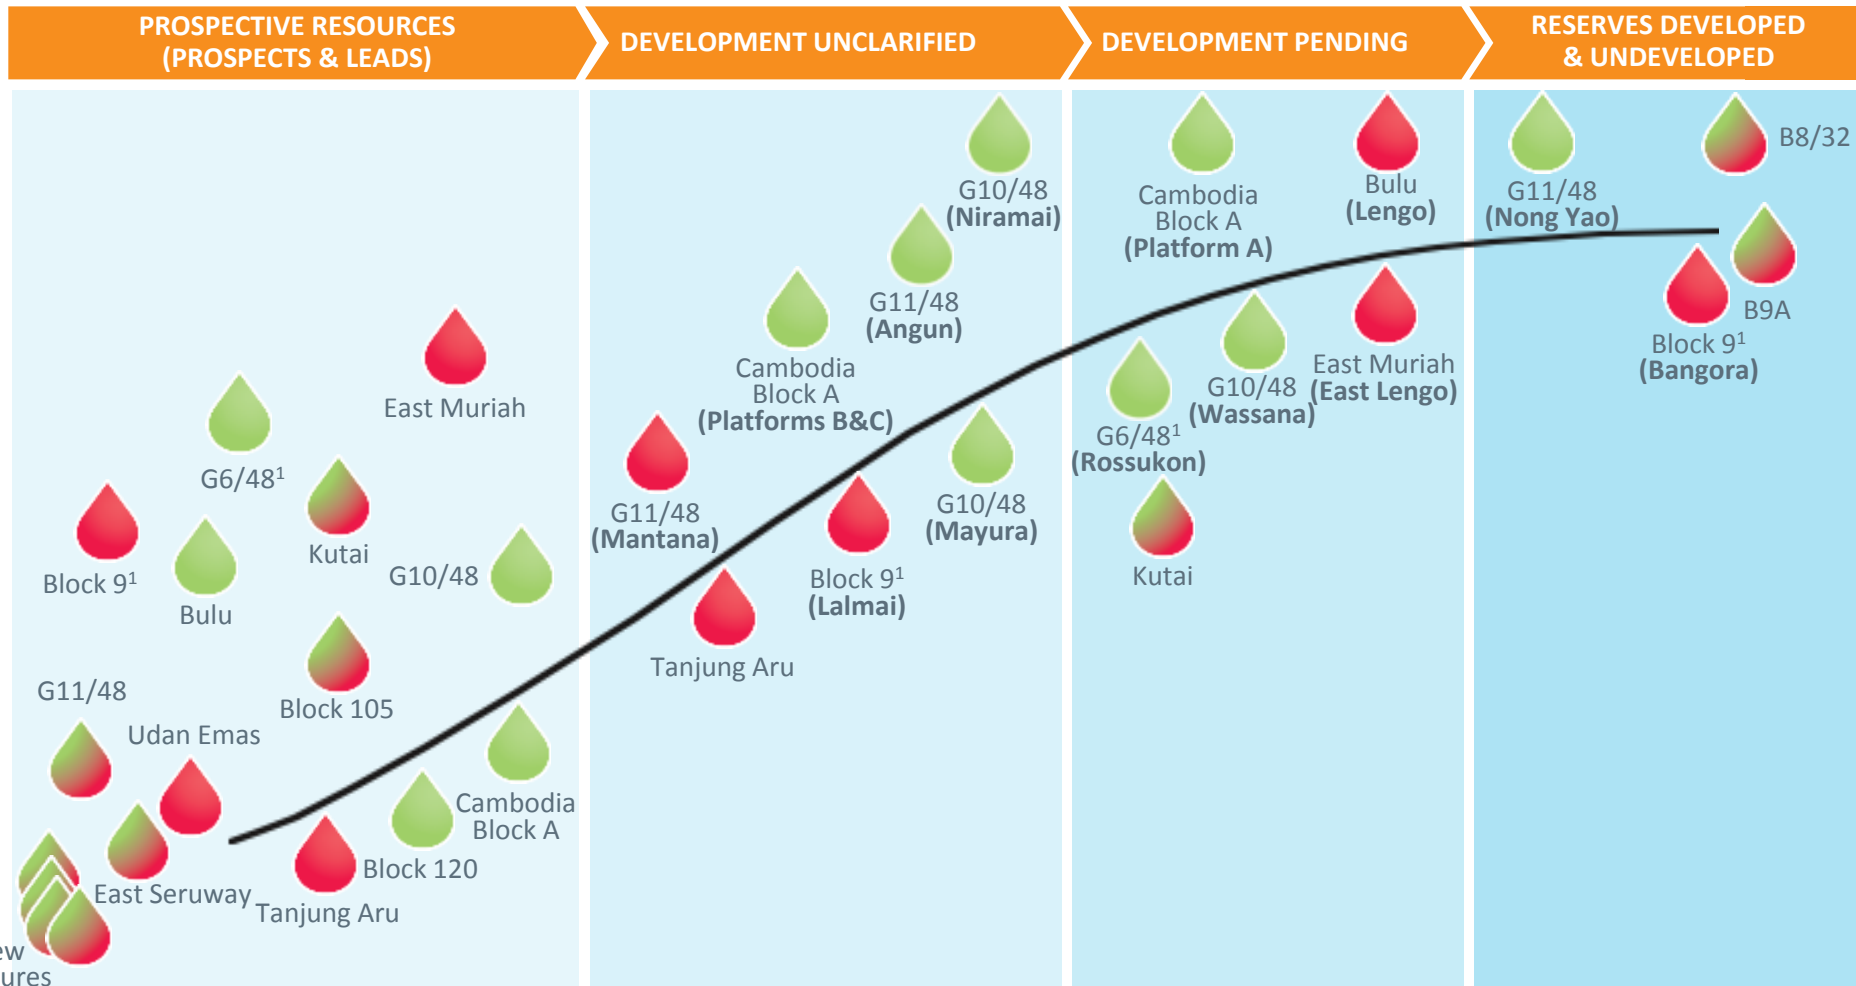 PROSPECTIVE RESOURCES
(PROSPECTS & LEADS)
DEVELOPMENT UNCLARIFIED
DEVELOPMENT PENDING
RESERVES DEVELOPED
& UNDEVELOPED
East Muriah
G6/48¹
Kutai
Block 9¹
Bulu
G10/48
Block 105
G11/48
Udan Emas
East Seruway
Tanjung Aru
Block 120
Cambodia
Block A
G10/48
(Niramai)
G11/48
(Angun)
Cambodia
Block A
(Platforms B&C)
G11/48
(Mantana)
G10/48
(Mayura)
Block 9¹
(Lalmai)
Tanjung Aru
Cambodia
Block A
(Platform A)
Bulu
(Lengo)
East Muriah
(East Lengo)
G10/48
(Wassana)
G6/48¹
(Rossukon)
Kutai
G11/48
(Nong Yao)
B8/32
B9A
Block 9¹
(Bangora)